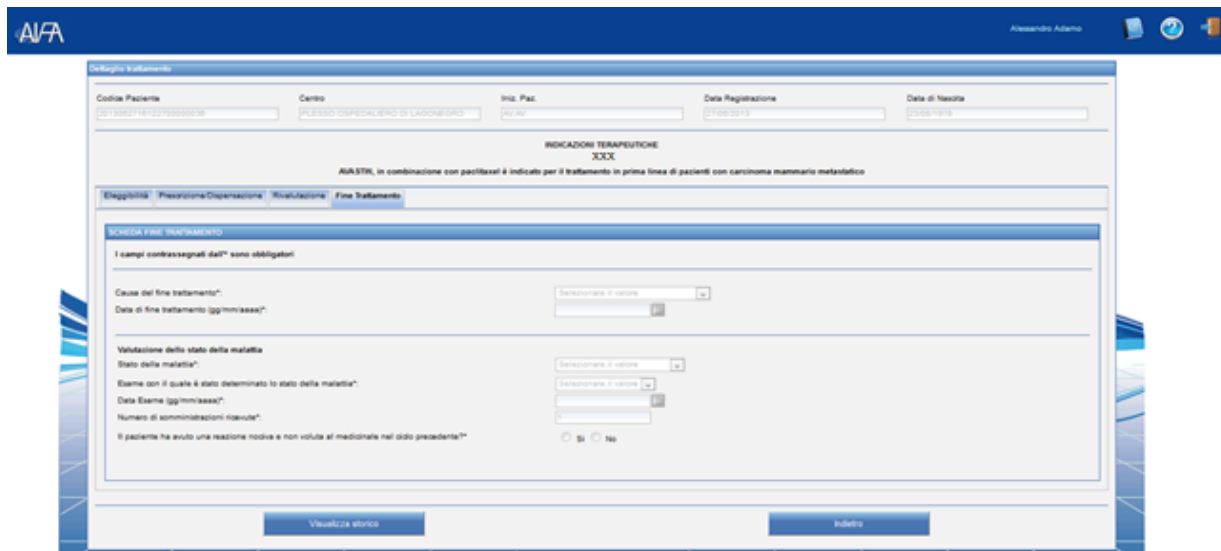 AIFA
Alessandro Adamo
Dettaglio trattamento
Codice Paziente Centro Iniz. Paz. Data Registrazione Data di Nascita
PLESSO OSPEDALIERO DI LAGONEGRO AV.AV 27/06/2013 23/05/1978
INDICAZIONI TERAPEUTICHE
XXX
AVASTIN, in combinazione con paclitaxel è indicato per il trattamento in prima linea di pazienti con carcinoma mammario metastatico
Eleggibilità Prescrizione/Dispensazione Rivalutazione Fine Trattamento
SCHEDA FINE TRATTAMENTO
I campi contrassegnati dall'* sono obbligatori
Causa del fine trattamento*: Selezionare il valore
Data di fine trattamento (gg/mm/aaaa)*:
Valutazione dello stato della malattia
Stato della malattia*: Selezionare il valore
Esame con il quale è stato determinato lo stato della malattia*: Selezionare il valore
Data Esame (gg/mm/aaaa)*:
Numero di somministrazioni ricevute*:
Il paziente ha avuto una reazione nociva e non voluta al medicinale nel ciclo precedente?* Si No
Visualizza storico Indietro